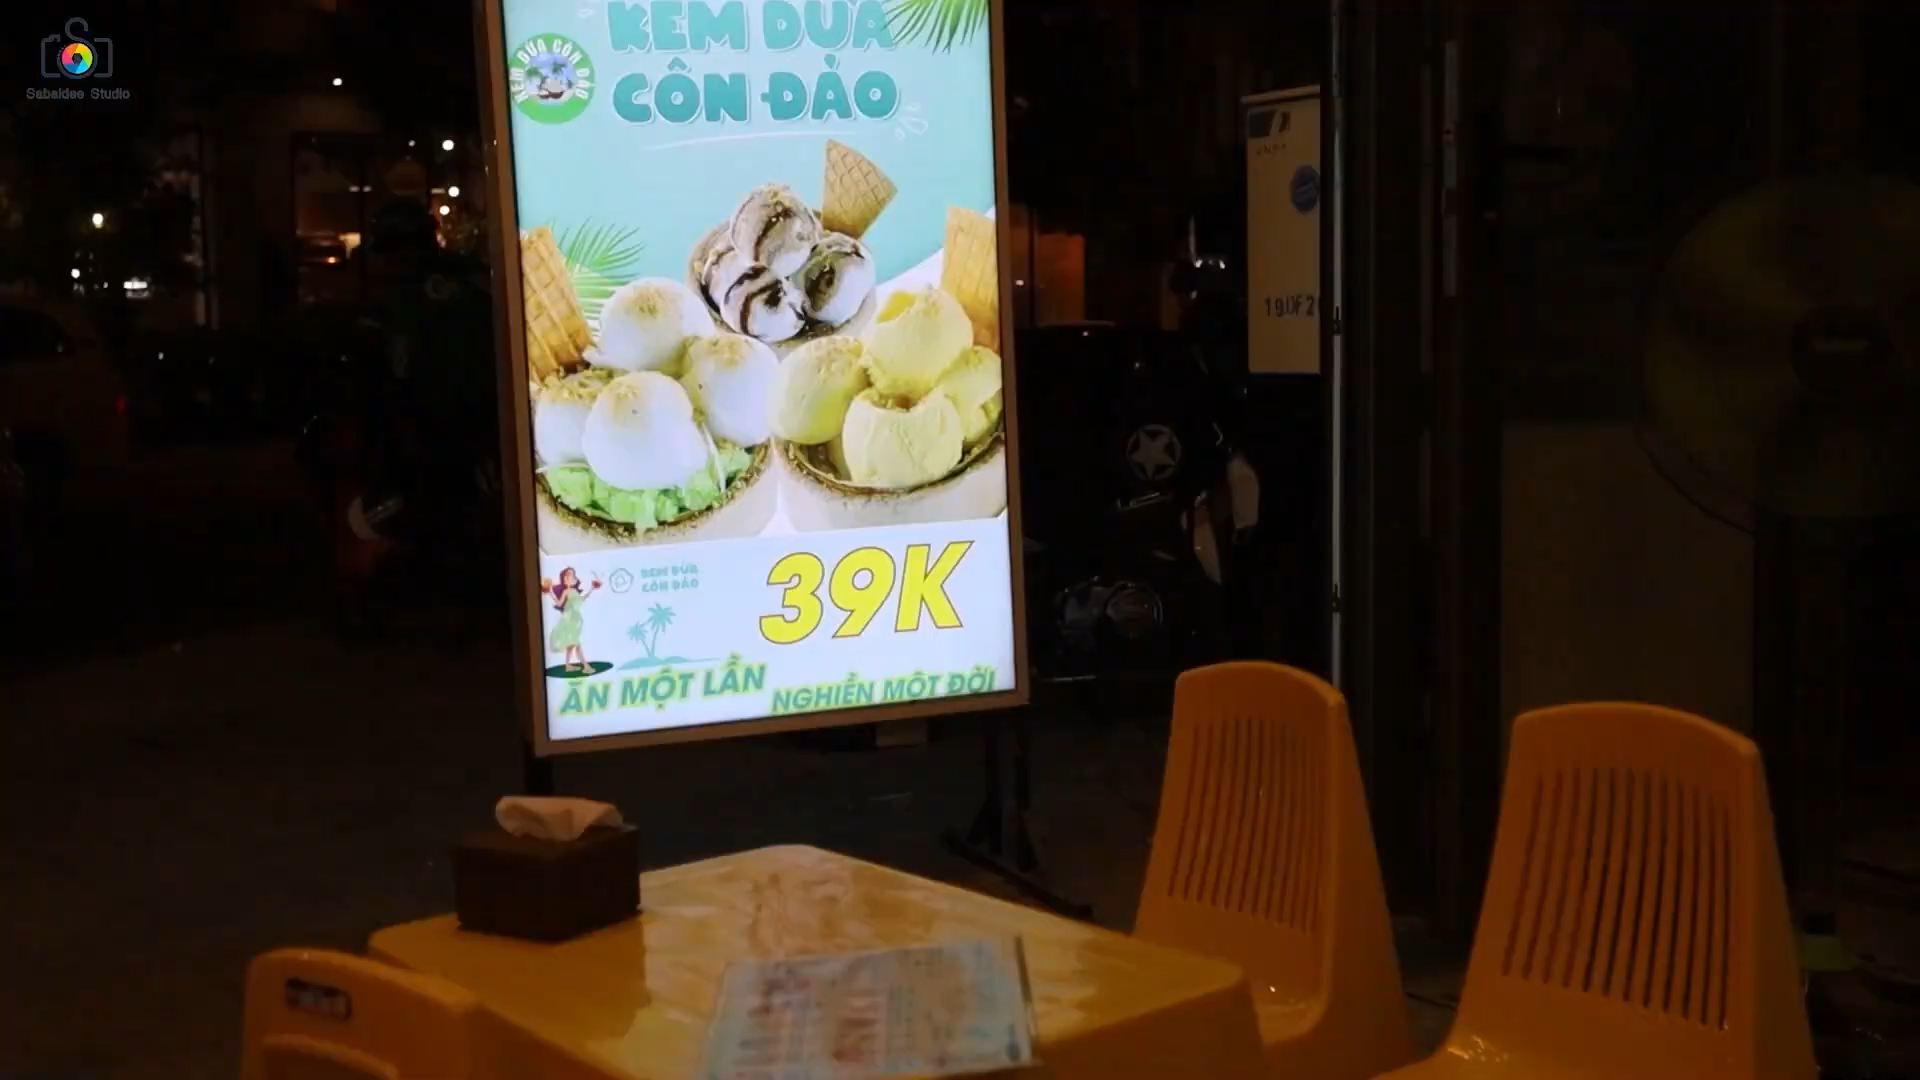 Sabaidee Studio
KEM DỪA
CÔN ĐẢO
KEM DỪA CÔN ĐẢO
39K
KEM DỪA
CÔN ĐẢO
ĂN MỘT LẦN
NGHIỀN MỘT ĐỜI